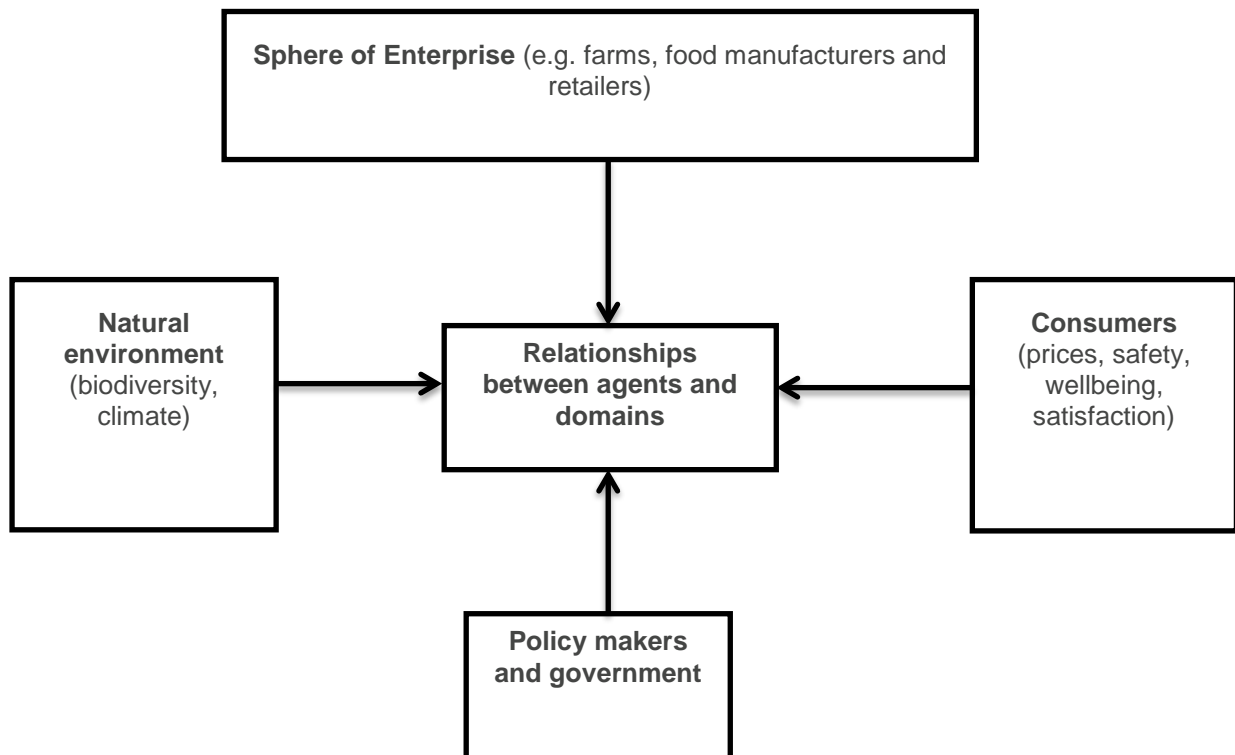 Sphere of Enterprise (e.g. farms, food manufacturers and
retailers)
Natural
environment
(biodiversity,
climate)
Relationships
between agents and
domains
Consumers
(prices, safety,
wellbeing,
satisfaction)
Policy makers
and government